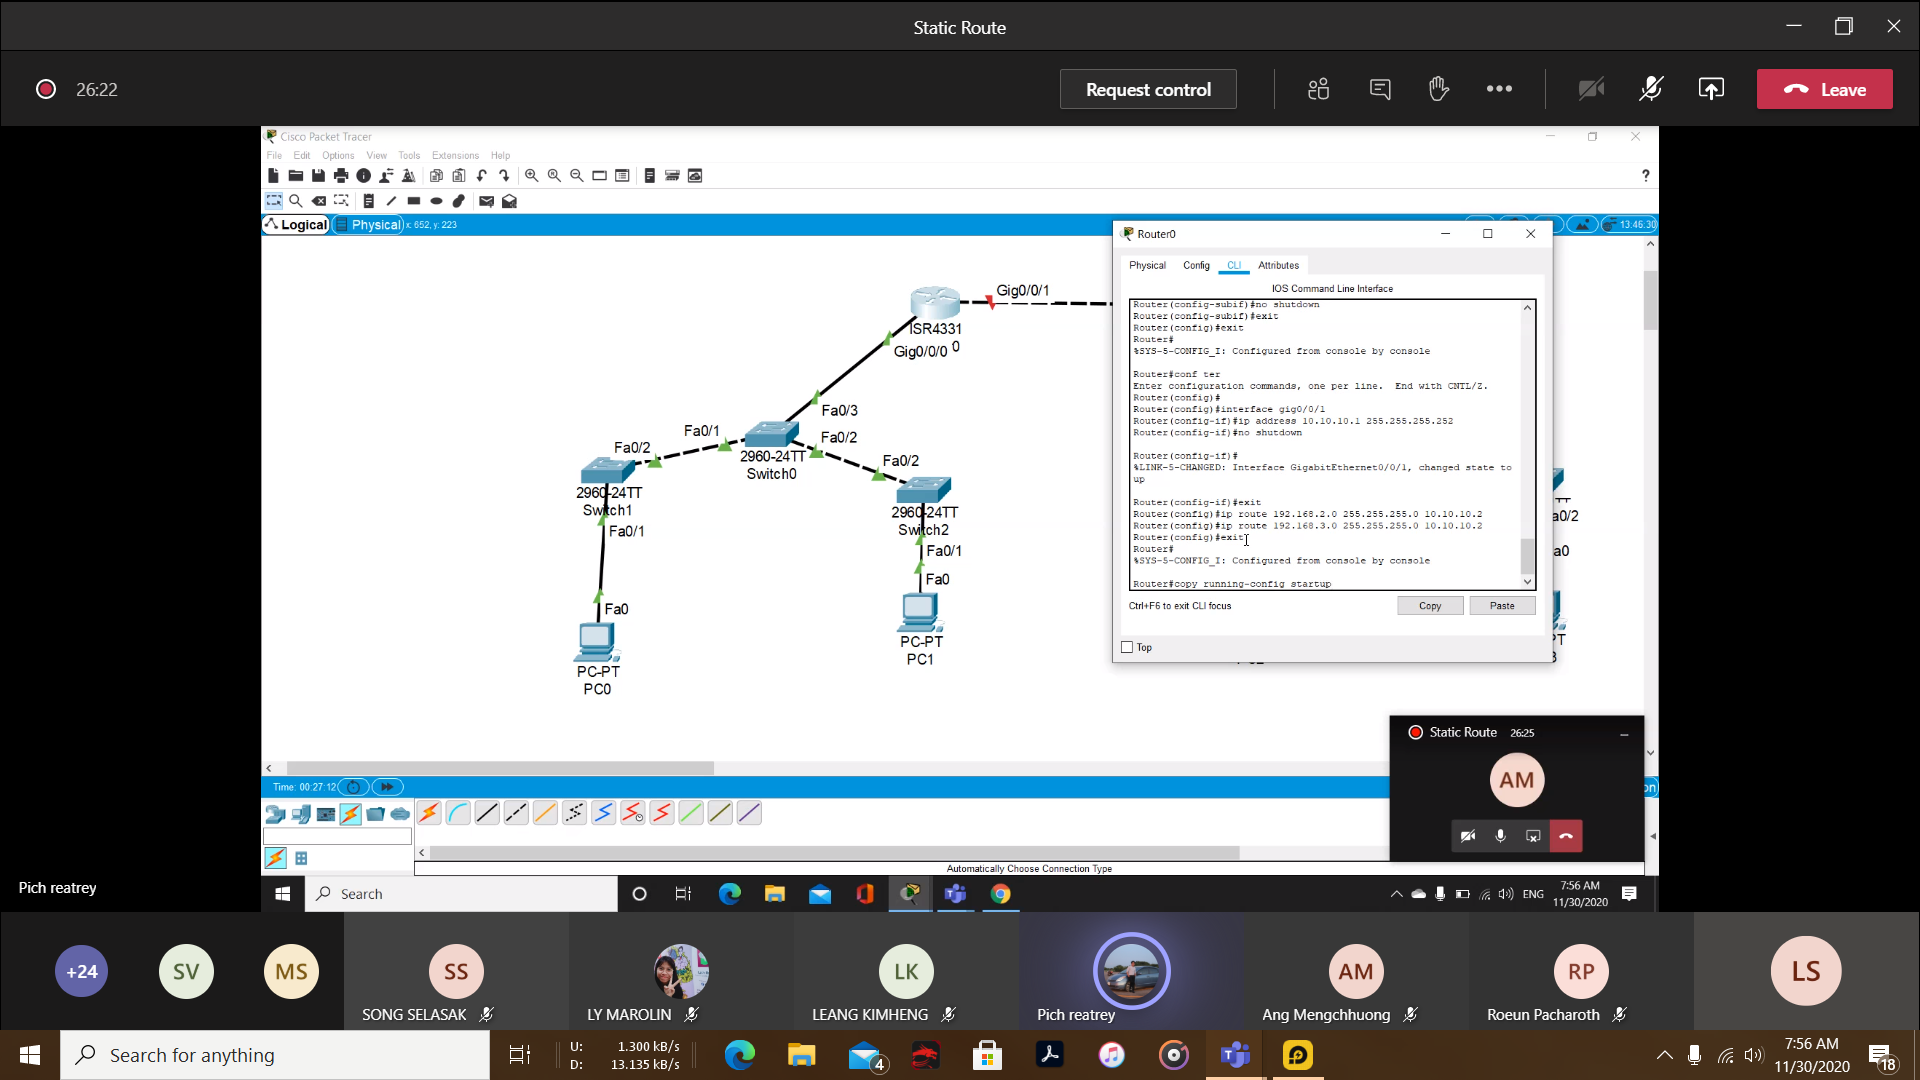 Static Route
26:22
Request control
Leave
Cisco Packet Tracer
File Edit Options View Tools Extensions Help
?
Logical
Physical x: 652, y: 223
13:46:30
Router0
Physical Config CLI Attributes
IOS Command Line Interface
Router(config-subif)#no shutdown
Router(config-subif)#exit
Router(config)#exit
Router#
%SYS-5-CONFIG_I: Configured from console by console
Router#conf ter
Enter configuration commands, one per line. End with CNTL/Z.
Router(config)#
Router(config)#interface gig0/0/1
Router(config-if)#ip address 10.10.10.1 255.255.255.252
Router(config-if)#no shutdown
Router(config-if)#
%LINK-5-CHANGED: Interface GigabitEthernet0/0/1, changed state to
up
Router(config-if)#exit
Router(config)#ip route 192.168.2.0 255.255.255.0 10.10.10.2
Router(config)#ip route 192.168.3.0 255.255.255.0 10.10.10.2
Router(config)#exit
Router#
%SYS-5-CONFIG_I: Configured from console by console
Router#copy running-config startup
Ctrl+F6 to exit CLI focus
Copy
Paste
Top
Gig0/0/1
ISR4331
0
Gig0/0/0
Fa0/3
Fa0/1
Fa0/2
Fa0/2
2960-24TT
Switch0
Fa0/2
2960-24TT
Switch1
Fa0/1
2960-24TT
Switch2
Fa0/1
Fa0
Fa0
PC-PT
PC1
PC-PT
PC0
a0/2
a0
Static Route 26:25
AM
Time: 00:27:12
on
Automatically Choose Connection Type
Search
ENG
7:56 AM
11/30/2020
Pich reatrey
+24
SV
MS
SS
SONG SELASAK
LY MAROLIN
LK
LEANG KIMHENG
Pich reatrey
AM
Ang Mengchhuong
RP
Roeun Pacharoth
LS
Search for anything
U: 1.300 kB/s
D: 13.135 kB/s
4
7:56 AM
11/30/2020
18